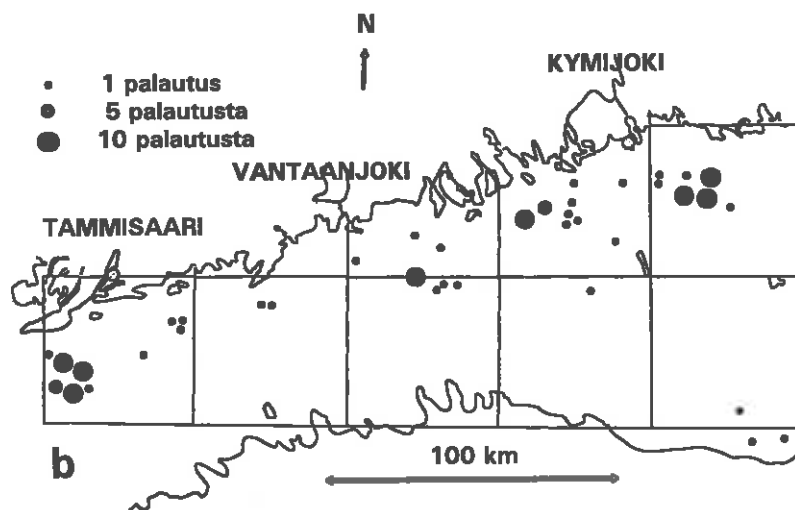 N
KYMIJOKI
1 palautus
5 palautusta
10 palautusta
VANTAANJOKI
TAMMISAARI
b
100 km